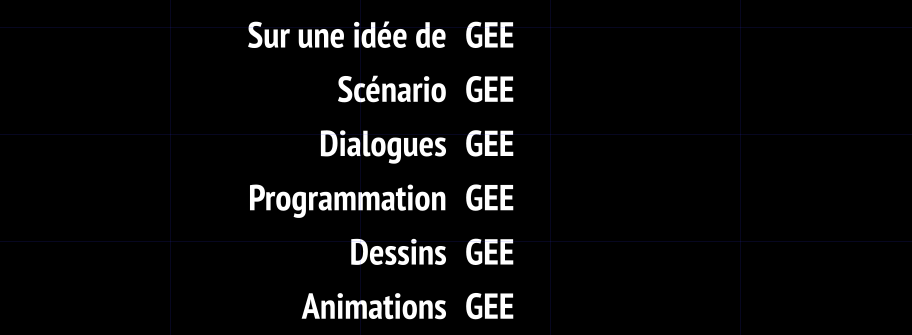 Sur une idée de GEE
Scénario GEE
Dialogues GEE
Programmation GEE
Dessins GEE
Animations GEE